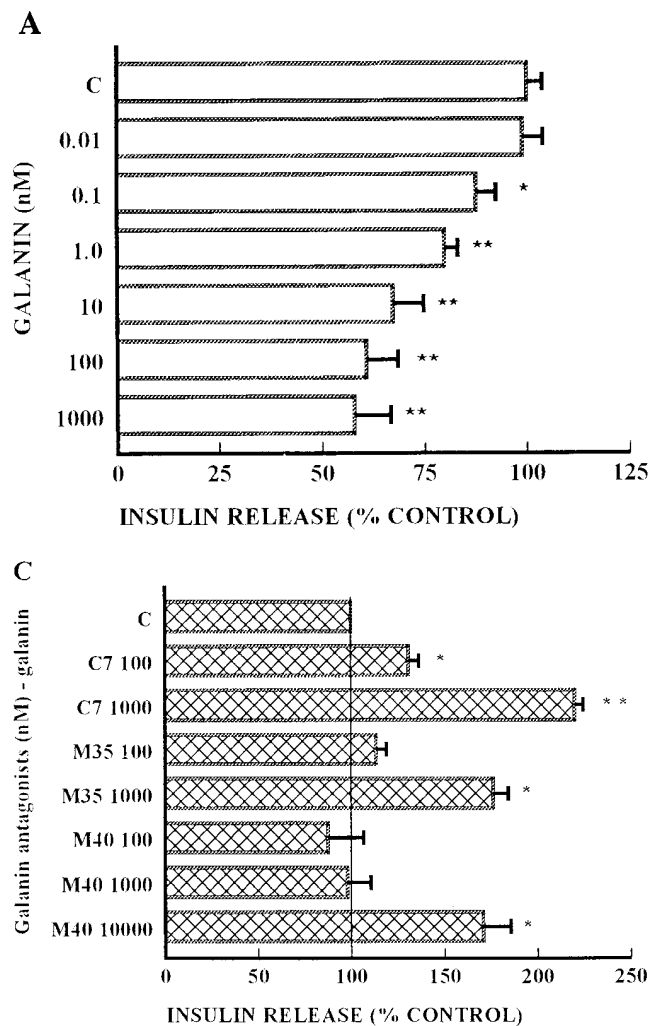 A
GALANIN (nM)
C
0.01
0.1 *
1.0 **
10 **
100 **
1000 **
0 25 50 75 100 125
INSULIN RELEASE (% CONTROL)
C
Galanin antagonists (nM) - galanin
C
C7 100 *
C7 1000 * *
M35 100
M35 1000 *
M40 100
M40 1000
M40 10000 *
0 50 100 150 200 250
INSULIN RELEASE (% CONTROL)